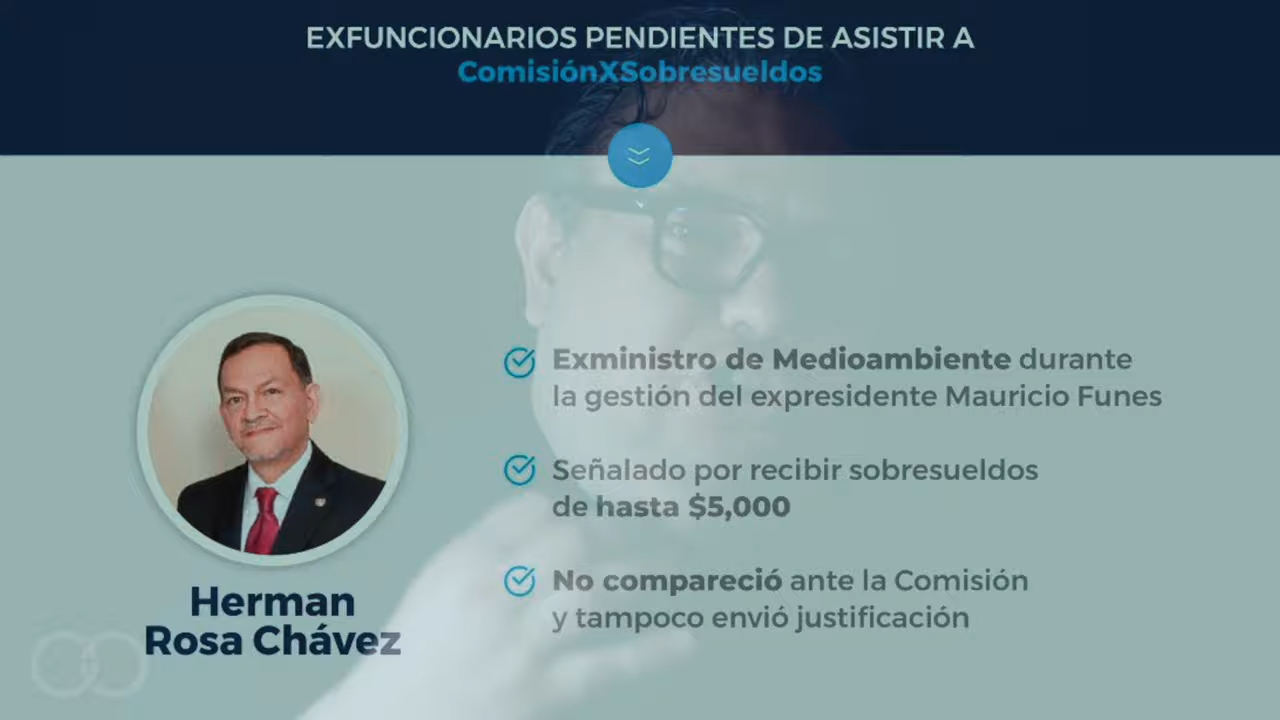 EXFUNCIONARIOS PENDIENTES DE ASISTIR A
ComisiónXSobresueldos
Exministro de Medioambiente durante
la gestión del expresidente Mauricio Funes
Señalado por recibir sobresueldos
de hasta $5,000
No compareció ante la Comisión
y tampoco envió justificación
Herman
Rosa Chávez